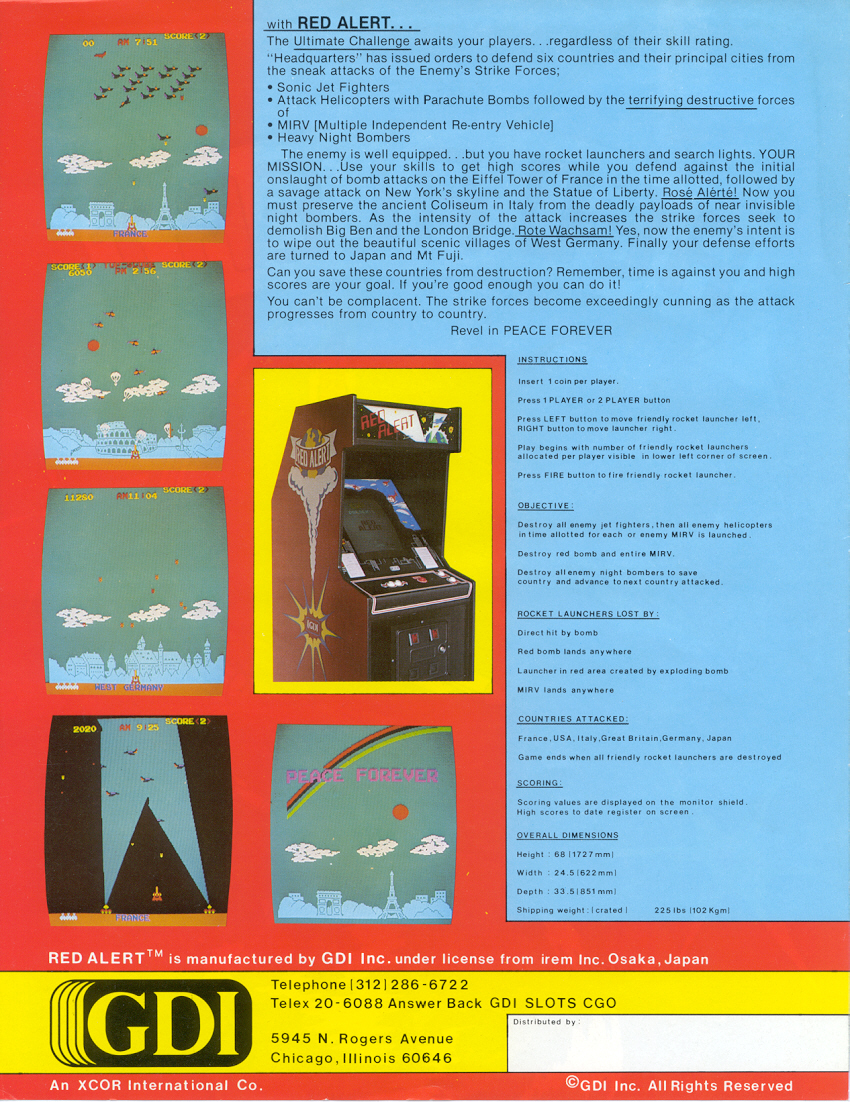 with RED ALERT. . .
The Ultimate Challenge awaits your players. . .regardless of their skill rating.
"Headquarters" has issued orders to defend six countries and their principal cities from
the sneak attacks of the Enemy's Strike Forces;
• Sonic Jet Fighters
• Attack Helicopters with Parachute Bombs followed by the terrifying destructive forces
of
• MIRV [Multiple Independent Re-entry Vehicle]
• Heavy Night Bombers
The enemy is well equipped. . .but you have rocket launchers and search lights. YOUR
MISSION. . .Use your skills to get high scores while you defend against the initial
onslaught of bomb attacks on the Eiffel Tower of France in the time allotted, followed by
a savage attack on New York's skyline and the Statue of Liberty. Rosé Alérté! Now you
must preserve the ancient Coliseum in Italy from the deadly payloads of near invisible
night bombers. As the intensity of the attack increases the strike forces seek to
demolish Big Ben and the London Bridge. Rote Wachsam! Yes, now the enemy's intent is
to wipe out the beautiful scenic villages of West Germany. Finally your defense efforts
are turned to Japan and Mt Fuji.
Can you save these countries from destruction? Remember, time is against you and high
scores are your goal. If you're good enough you can do it!
You can't be complacent. The strike forces become exceedingly cunning as the attack
progresses from country to country.
Revel in PEACE FOREVER
00 AM 7:51 SCORE(2)
FRANCE
SCORE(1) SCORE(2)
6050 PM 2:56
11250 AM 11:04 SCORE(2)
WEST GERMANY
2020 AM 9:25 SCORE(2)
FRANCE
PEACE FOREVER
RED ALERT
RED ALERT
GDI
INSTRUCTIONS
Insert 1 coin per player.
Press 1 PLAYER or 2 PLAYER button
Press LEFT button to move friendly rocket launcher left,
RIGHT button to move launcher right.
Play begins with number of friendly rocket launchers
allocated per player visible in lower left corner of screen.
Press FIRE button to fire friendly rocket launcher.
OBJECTIVE:
Destroy all enemy jet fighters, then all enemy helicopters
in time allotted for each or enemy MIRV is launched.
Destroy red bomb and entire MIRV.
Destroy all enemy night bombers to save
country and advance to next country attacked.
ROCKET LAUNCHERS LOST BY:
Direct hit by bomb
Red bomb lands anywhere
Launcher in red area created by exploding bomb
MIRV lands anywhere
COUNTRIES ATTACKED:
France, USA, Italy, Great Britain, Germany, Japan
Game ends when all friendly rocket launchers are destroyed
SCORING:
Scoring values are displayed on the monitor shield.
High scores to date register on screen.
OVERALL DIMENSIONS
Height : 68 [1727 mm]
Width : 24.5 [622 mm]
Depth : 33.5 [851 mm]
Shipping weight: [crated] 225 lbs [102 Kgm]
RED ALERT™ is manufactured by GDI Inc. under license from irem Inc. Osaka, Japan
GDI
Telephone [312] 286-6722
Telex 20-6088 Answer Back GDI SLOTS CGO
5945 N. Rogers Avenue
Chicago, Illinois 60646
Distributed by:
An XCOR International Co.
©GDI Inc. All Rights Reserved